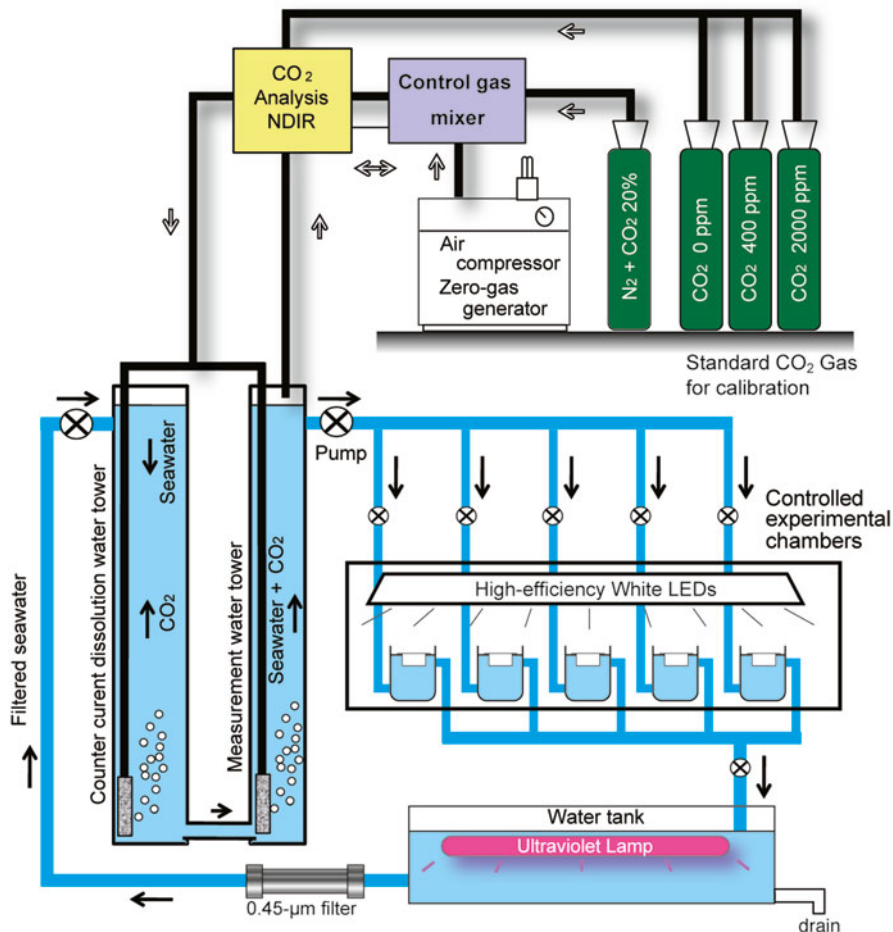 CO₂
Analysis
NDIR
Control gas
mixer
Air
compressor
Zero-gas
generator
N₂ + CO₂ 20%
CO₂ 0 ppm
CO₂ 400 ppm
CO₂ 2000 ppm
Standard CO₂ Gas
for calibration
Filtered seawater
Counter curent dissolution water tower
Seawater
CO₂
Measurement water tower
Seawater + CO₂
Pump
Controlled
experimental
chambers
High-efficiency White LEDs
Water tank
Ultraviolet Lamp
0.45-µm filter
drain